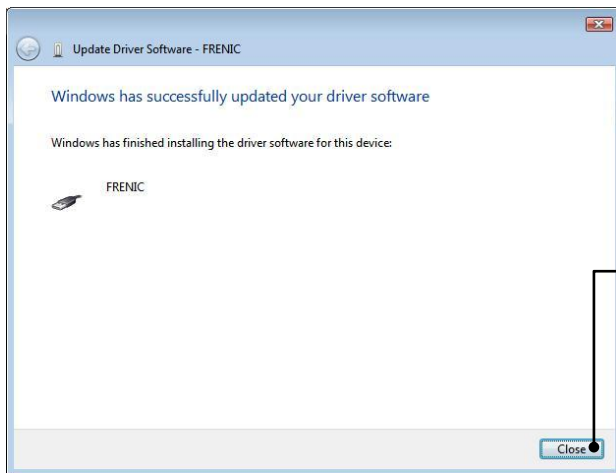 Update Driver Software - FRENIC
Windows has successfully updated your driver software
Windows has finished installing the driver software for this device:
FRENIC
Close